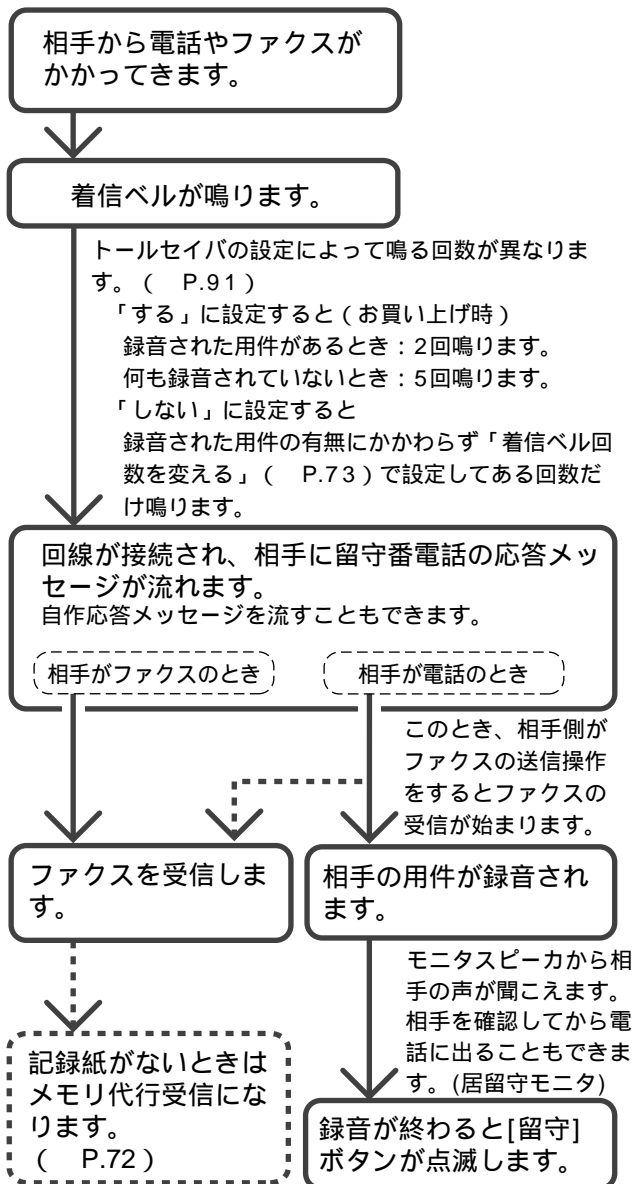 相手から電話やファクスが
かかってきます。
着信ベルが鳴ります。
トールセイバの設定によって鳴る回数が異なりま
す。（　P.91）
「する」に設定すると（お買い上げ時）
録音された用件があるとき：2回鳴ります。
何も録音されていないとき：5回鳴ります。
「しない」に設定すると
録音された用件の有無にかかわらず「着信ベル回
数を変える」（　P.73）で設定してある回数だ
け鳴ります。
回線が接続され、相手に留守番電話の応答メッ
セージが流れます。
自作応答メッセージを流すこともできます。
相手がファクスのとき
相手が電話のとき
このとき、相手側が
ファクスの送信操作
をするとファクスの
受信が始まります。
ファクスを受信しま
す。
相手の用件が録音され
ます。
モニタスピーカから相
手の声が聞こえます。
相手を確認してから電
話に出ることもできま
す。(居留守モニタ)
記録紙がないときは
メモリ代行受信にな
ります。
（　P.72）
録音が終わると[留守]
ボタンが点滅します。